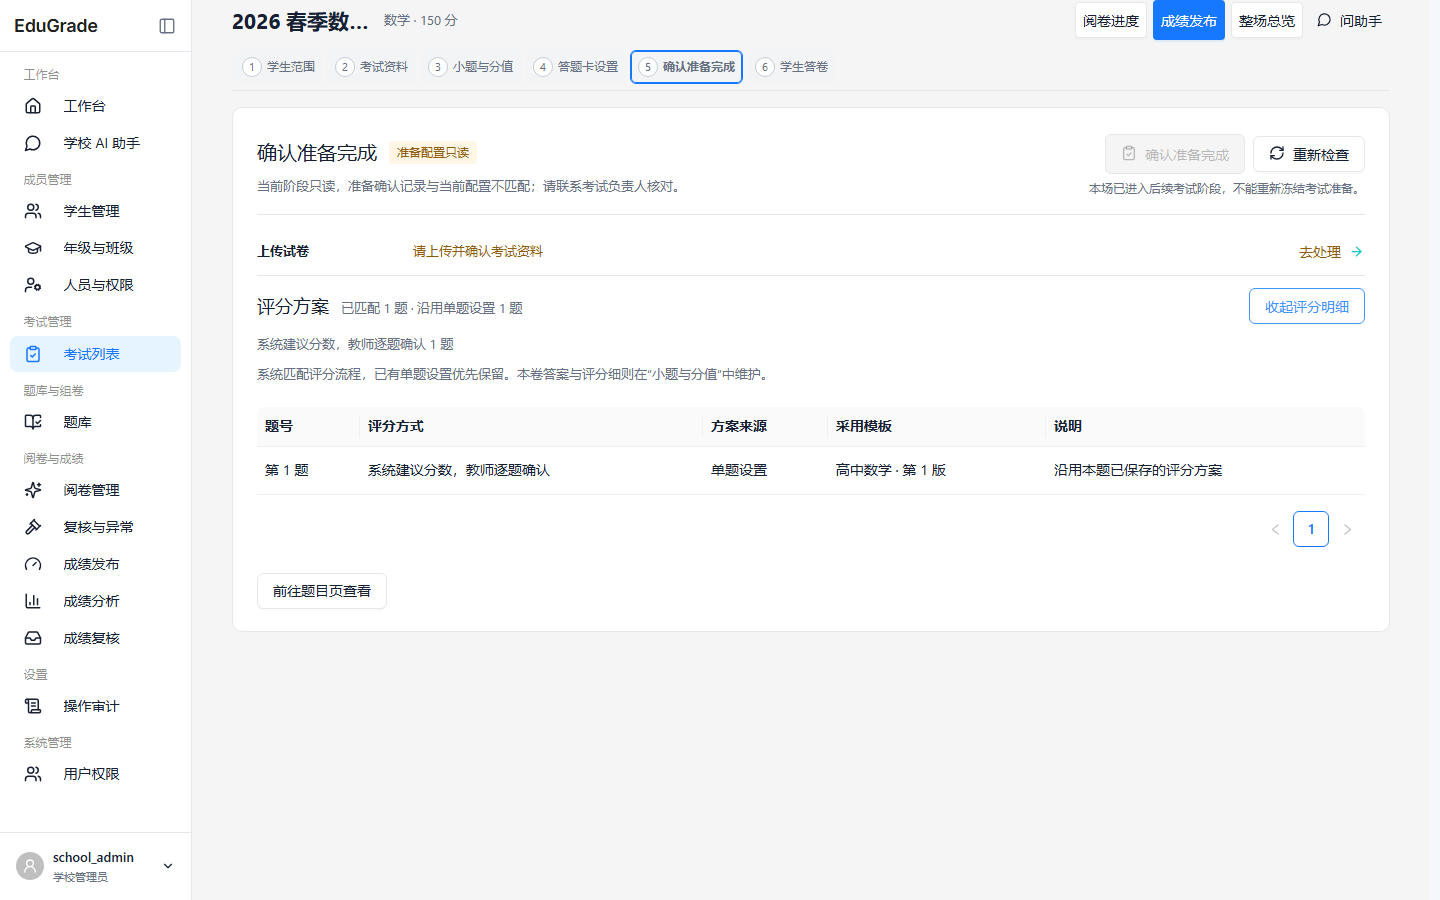 EduGrade
工作台
工作台
学校 AI 助手
成员管理
学生管理
年级与班级
人员与权限
考试管理
考试列表
题库与组卷
题库
阅卷与成绩
阅卷管理
复核与异常
成绩发布
成绩分析
成绩复核
设置
操作审计
系统管理
用户权限
school_admin
学校管理员
2026 春季数... 数学 · 150 分
阅卷进度 成绩发布 整场总览 问助手
1 学生范围 2 考试资料 3 小题与分值 4 答题卡设置 5 确认准备完成 6 学生答卷
确认准备完成 准备配置只读
确认准备完成 重新检查
当前阶段只读，准备确认记录与当前配置不匹配；请联系考试负责人核对。
本场已进入后续考试阶段，不能重新冻结考试准备。
上传试卷 请上传并确认考试资料 去处理
评分方案 已匹配 1 题 · 沿用单题设置 1 题 收起评分明细
系统建议分数，教师逐题确认 1 题
系统匹配评分流程，已有单题设置优先保留。本卷答案与评分细则在“小题与分值”中维护。
题号 评分方式 方案来源 采用模板 说明
第 1 题 系统建议分数，教师逐题确认 单题设置 高中数学 · 第 1 版 沿用本题已保存的评分方案
1
前往题目页查看